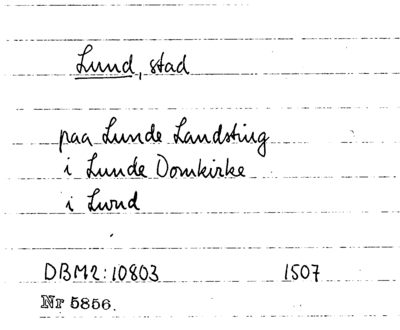 Lund, stad
paa Lunde Landsting
i Lunde Domkirke
i Lund
DBM2:10803 1507
Nr 5856.